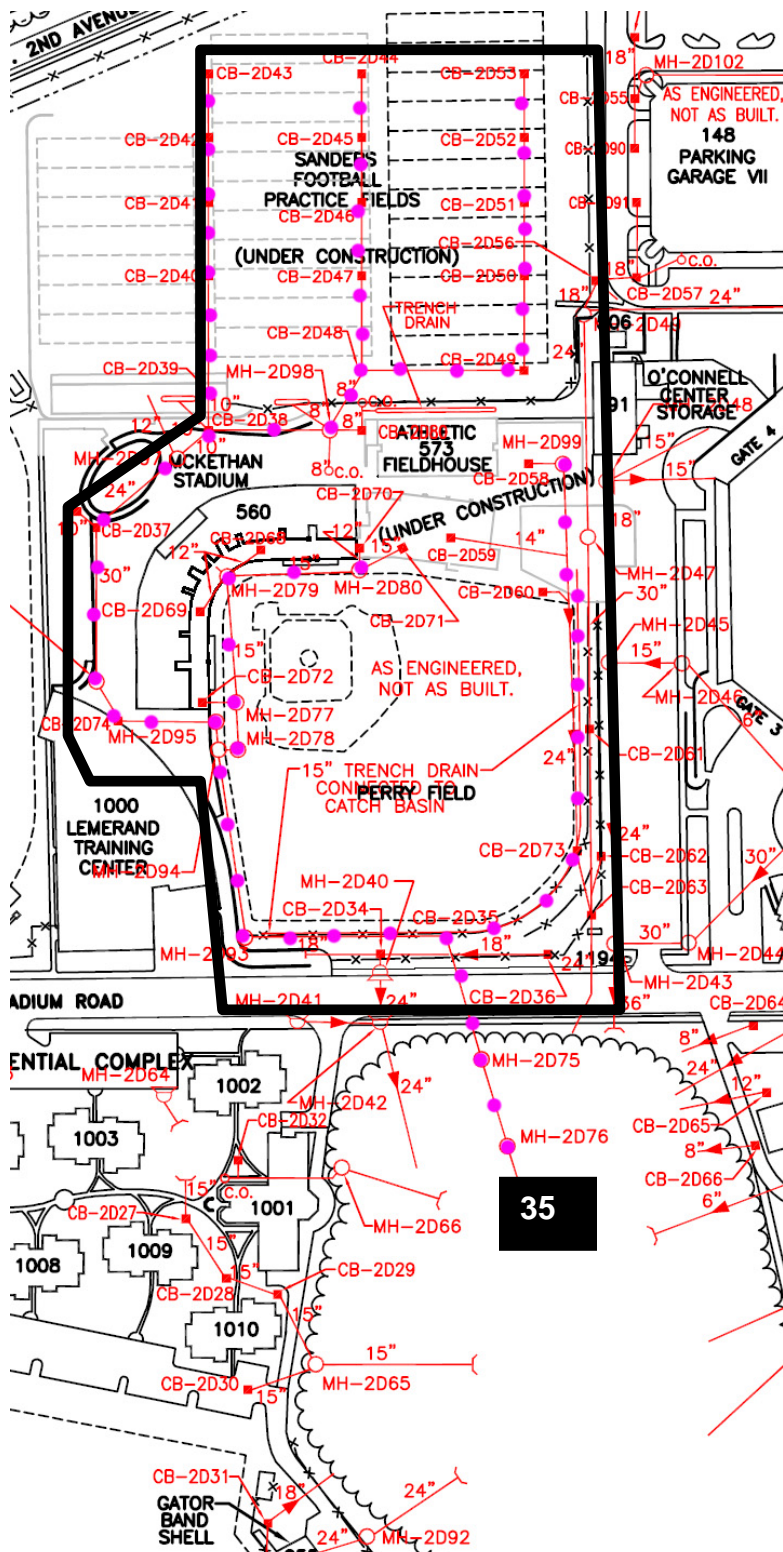 . 2ND AVENUE
CB-2D44
CB-2D43
CB-2D53
18"
MH-2D102
CB-2D55
AS ENGINEERED,
NOT AS BUILT.
CB-2D42
CB-2D45
CB-2D52
148
PARKING
GARAGE VII
SANDERS
FOOTBALL
PRACTICE FIELDS
CB-2D41
CB-2D46
CB-2D51
CB-2D56
(UNDER CONSTRUCTION)
C.O.
CB-2D40
CB-2D47
CB-2D50
18"
CB-2D57
18"
24"
TRENCH
DRAIN
CB-2D48
24"
CB-2D39
MH-2D98
CB-2D49
O'CONNELL
CENTER
STORAGE
8"
C.O.
10"
12"
8"
8"
10"
ATHLETIC
573
FIELDHOUSE
MH-2D99
15"
GATE 4
MCKETHAN
STADIUM
8"
C.O.
CB-2D58
15"
24"
CB-2D70
(UNDER CONSTRUCTION)
560
10"
CB-2D37
18"
12"
14"
CB-2D59
12"
15"
30"
15"
MH-2D79
MH-2D80
MH-2D47
CB-2D71
CB-2D60
30"
CB-2D69
MH-2D45
15"
15"
AS ENGINEERED,
NOT AS BUILT.
CB-2D72
MH-2D46
MH-2D77
6"
GATE 3
CB-2D74
MH-2D95
MH-2D78
CB-2D61
24"
15" TRENCH DRAIN
CONNECTED TO
CATCH BASIN
PERRY FIELD
1000
LEMERAND
TRAINING
CENTER
24"
CB-2D73
30"
CB-2D62
MH-2D94
MH-2D40
CB-2D63
CB-2D34
CB-2D35
18"
18"
30"
MH-2D93
MH-2D44
24"
1194
MH-2D43
CB-2D36
ADIUM ROAD
MH-2D41
24"
36"
CB-2D64
8"
ENTIAL COMPLEX
MH-2D75
24"
MH-2D64
1002
24"
12"
MH-2D42
CB-2D65
1003
CB-2D32
MH-2D76
CB-2D66
8"
15"
C.O.
6"
1001
35
CB-2D27
MH-2D66
15"
1009
1008
15"
CB-2D29
CB-2D28
15"
1010
15"
CB-2D30
15"
MH-2D65
CB-2D31
18"
GATOR
BAND
SHELL
24"
24"
MH-2D92